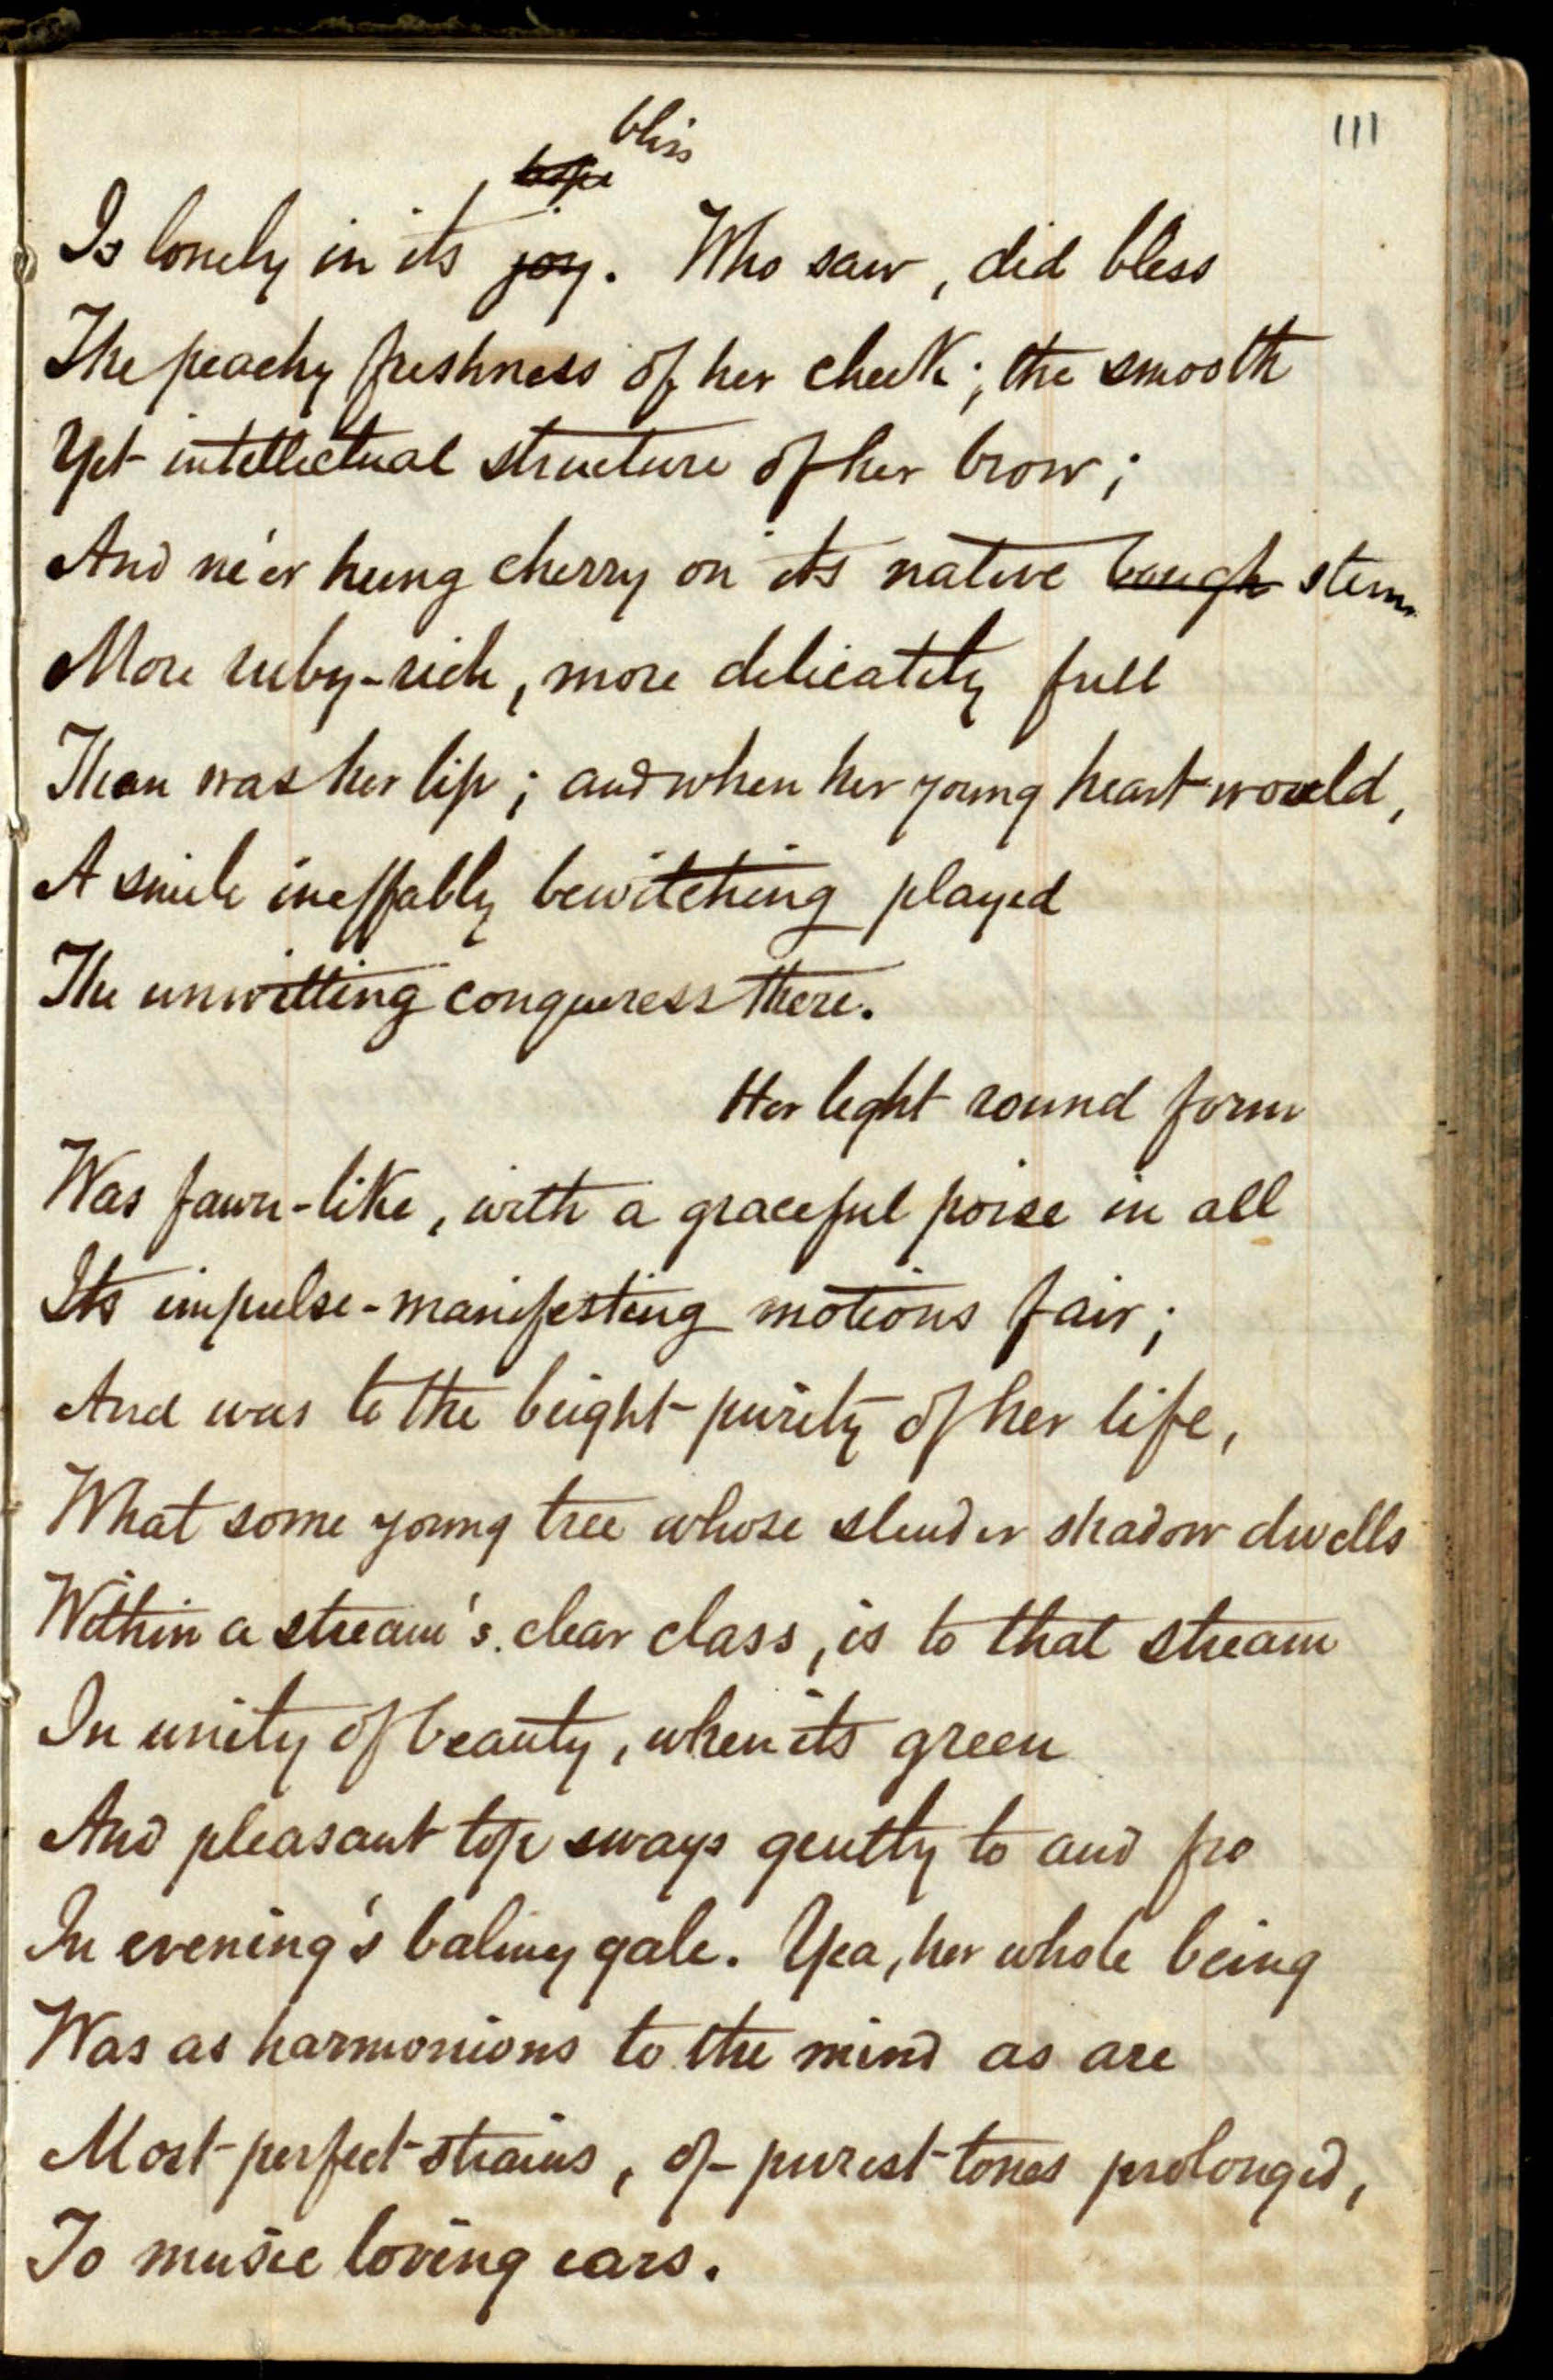 111
bliss
hope
Is lonely in its joy. Who saw, did bless
The peachy freshness of her cheek; the smooth
Yet intellectual structure of her brow;
And ne'er hung cherry on its native bough stem
More ruby-rich, more delicately full
Than was her lip; and when her young heart would,
A smile ineffably bewitching played
The unwitting conqueress there.
Her light round form
Was fawn-like, with a graceful poise in all
Its impulse-manifesting motions fair;
And was to the bright purity of her life,
What some young tree whose slender shadow dwells
Within a stream's clear class, is to that stream
In unity of beauty, when its green
And pleasant top sways gently to and fro
In evening's balmy gale. Yea, her whole being
Was as harmonious to the mind as are
Most perfect strains, of purest tones prolonged,
To music loving ears.